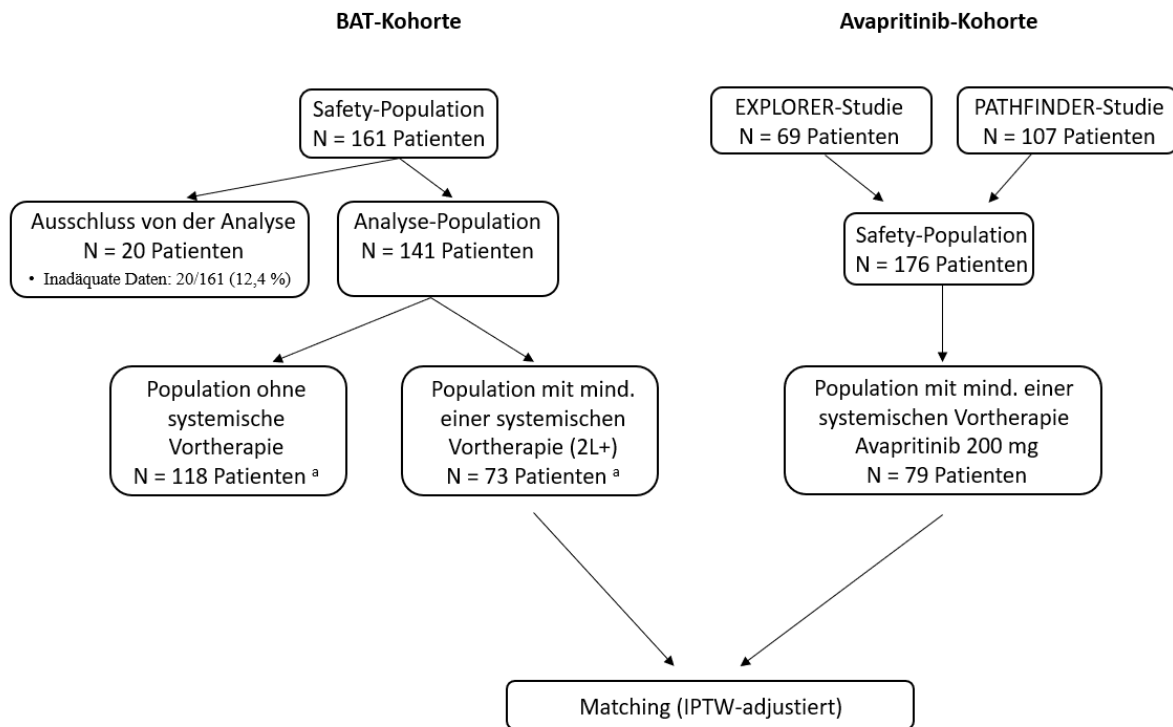 BAT-Kohorte
Avapritinib-Kohorte
Safety-Population
N = 161 Patienten
EXPLORER-Studie
N = 69 Patienten
PATHFINDER-Studie
N = 107 Patienten
Ausschluss von der Analyse
N = 20 Patienten
• Inadäquate Daten: 20/161 (12,4 %)
Analyse-Population
N = 141 Patienten
Safety-Population
N = 176 Patienten
Population ohne
systemische
Vortherapie
N = 118 Patienten ᵃ
Population mit mind.
einer systemischen
Vortherapie (2L+)
N = 73 Patienten ᵃ
Population mit mind. einer
systemischen Vortherapie
Avapritinib 200 mg
N = 79 Patienten
Matching (IPTW-adjustiert)